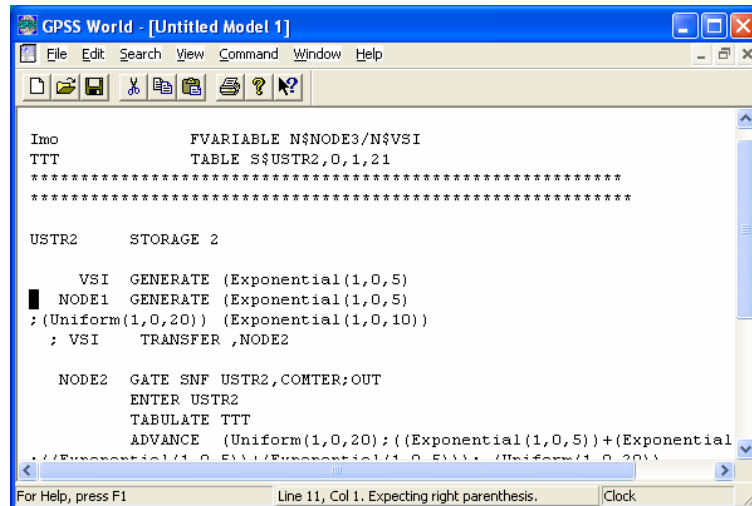 GPSS World - [Untitled Model 1]
File Edit Search View Command Window Help
Imo FVARIABLE N$NODE3/N$VSI
TTT TABLE S$USTR2,0,1,21
***********************************************************
************************************************************
USTR2 STORAGE 2
VSI GENERATE (Exponential(1,0,5)
NODE1 GENERATE (Exponential(1,0,5)
;(Uniform(1,0,20)) (Exponential(1,0,10))
; VSI TRANSFER ,NODE2
NODE2 GATE SNF USTR2,COMTER;OUT
ENTER USTR2
TABULATE TTT
ADVANCE (Uniform(1,0,20);((Exponential(1,0,5))+(Exponential
For Help, press F1 Line 11, Col 1. Expecting right parenthesis. Clock